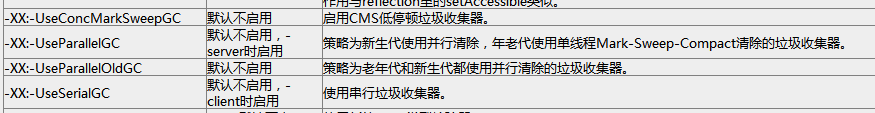 作用与reflection里的setAccessible类似。
-XX:-UseConcMarkSweepGC 默认不启用 启用CMS低停顿垃圾收集器。
-XX:-UseParallelGC 默认不启用，-server时启用 策略为新生代使用并行清除，年老代使用单线程Mark-Sweep-Compact清除的垃圾收集器。
-XX:-UseParallelOldGC 默认不启用 策略为老年代和新生代都使用并行清除的垃圾收集器。
-XX:-UseSerialGC 默认不启用，-client时启用 使用串行垃圾收集器。